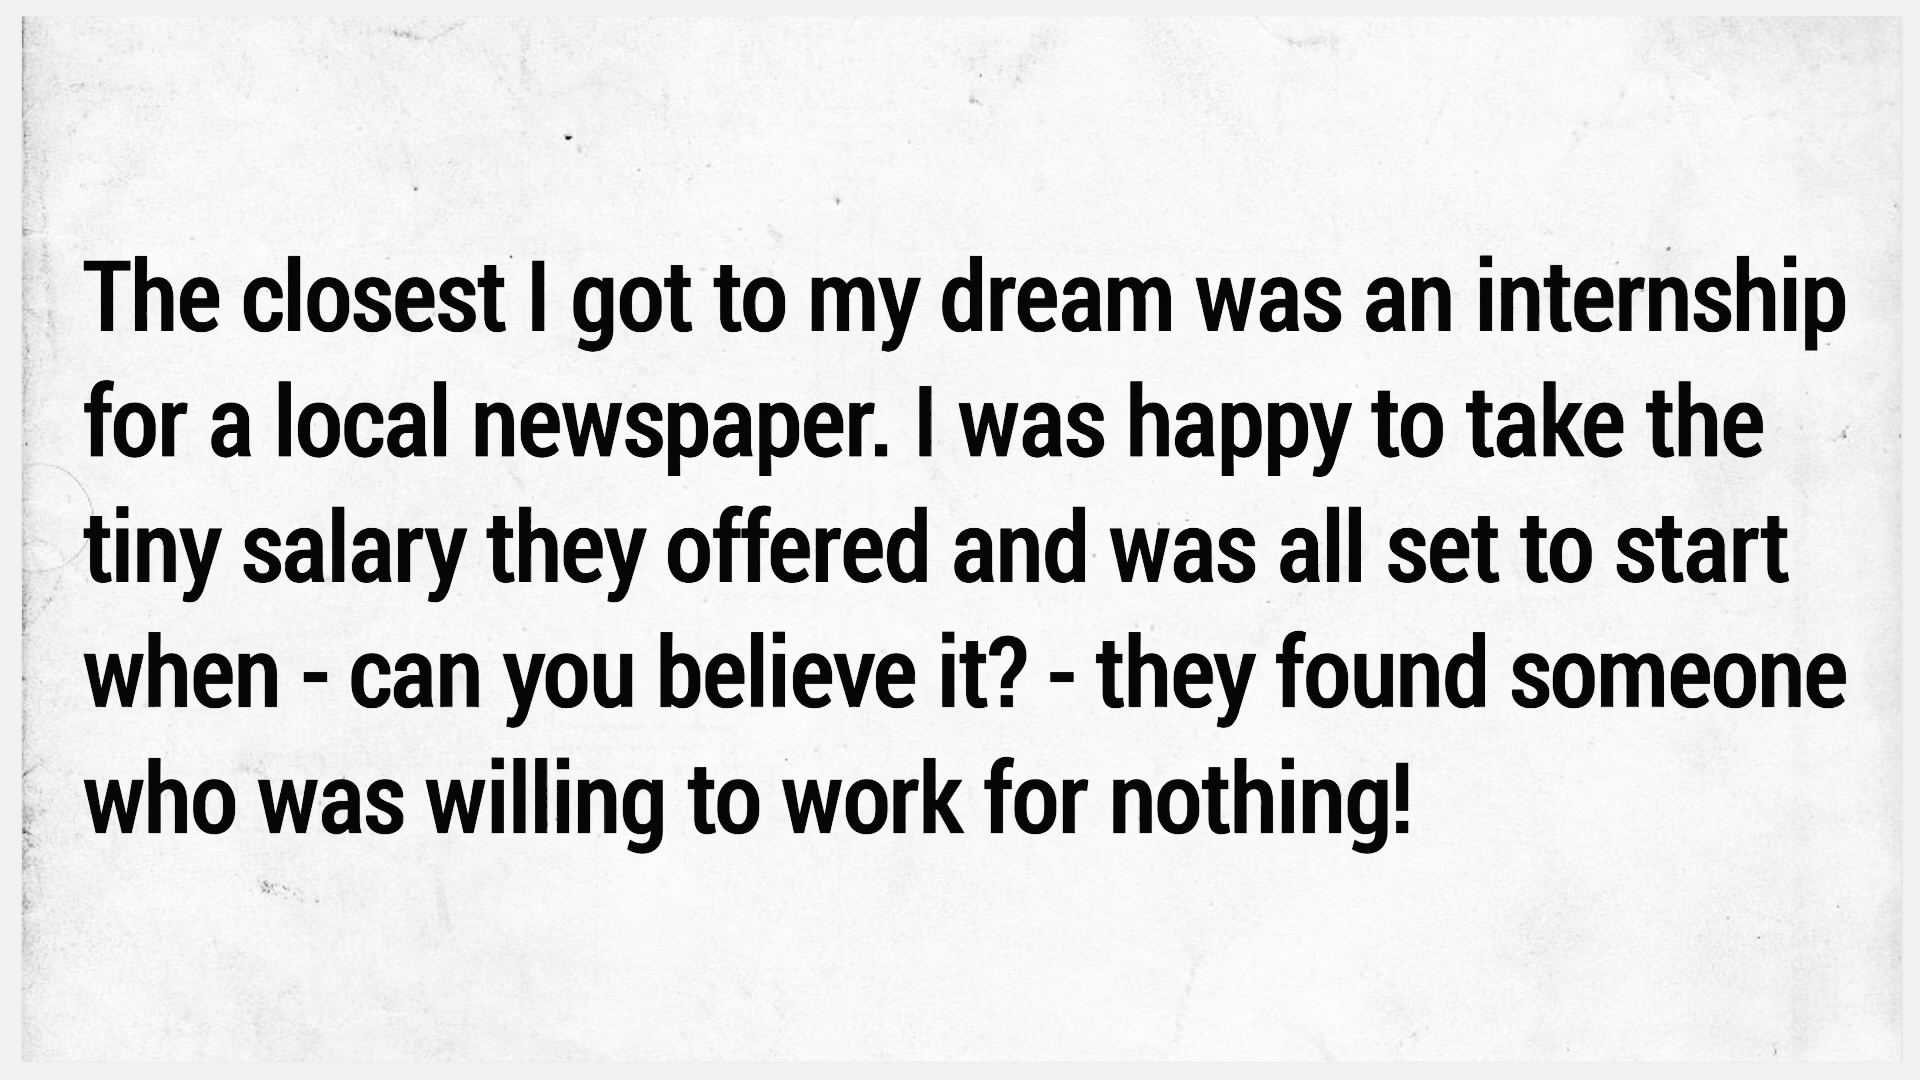 The closest I got to my dream was an internship
for a local newspaper. I was happy to take the
tiny salary they offered and was all set to start
when - can you believe it? - they found someone
who was willing to work for nothing!